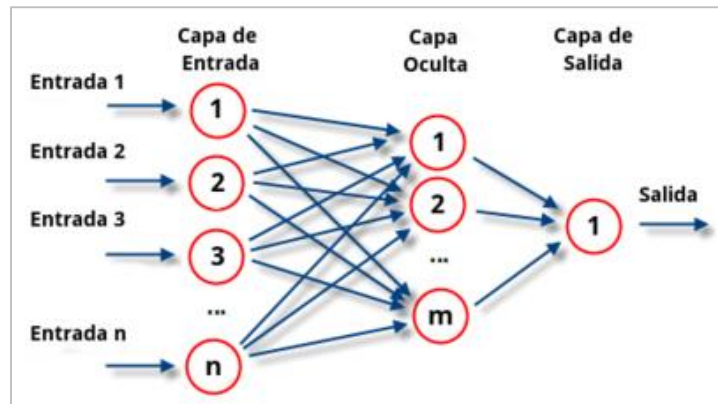 Capa de
Entrada
Capa
Oculta
Capa de
Salida
Entrada 1
1
Entrada 2
2
Entrada 3
3
...
Entrada n
n
1
2
...
m
1
Salida